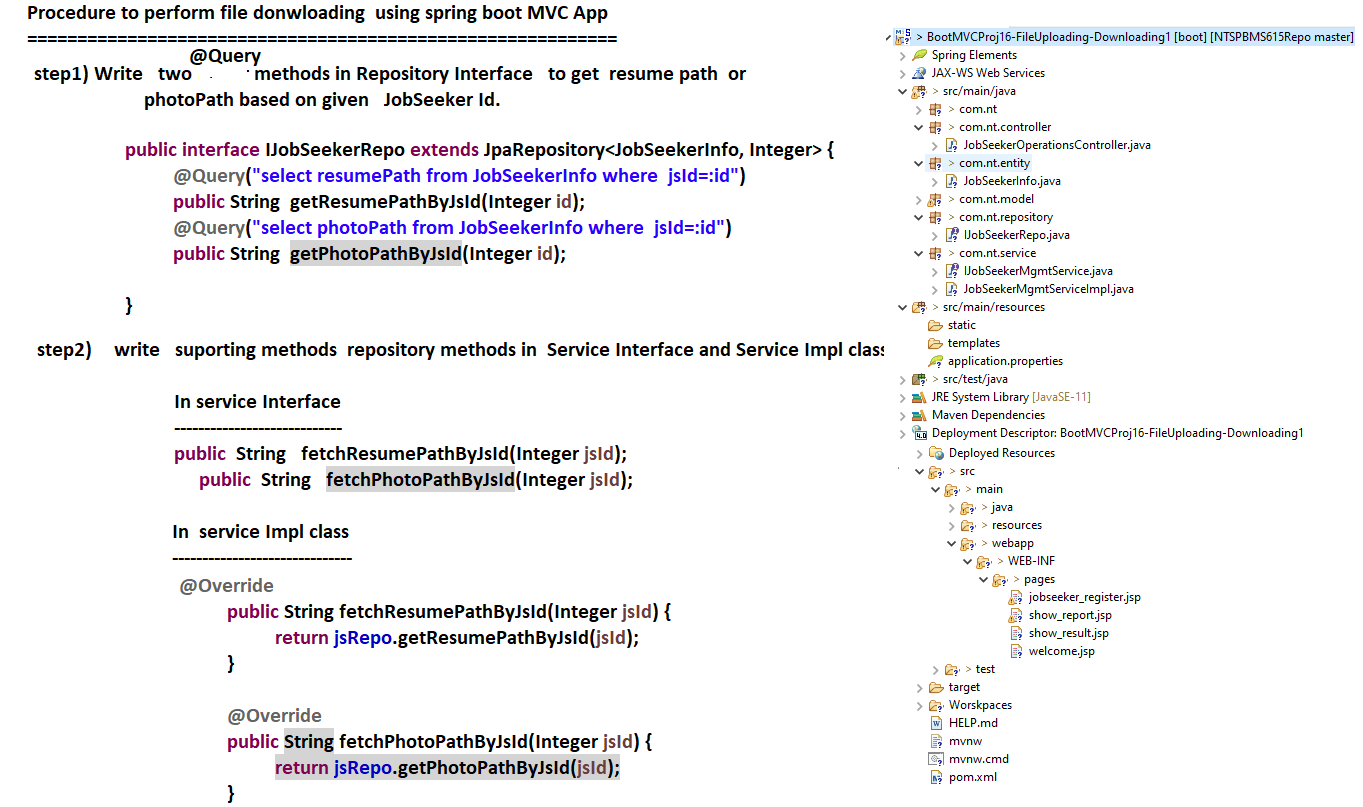 Procedure to perform file donwloading using spring boot MVC App
===========================================================
@Query
step1) Write two methods in Repository Interface to get resume path or
photoPath based on given JobSeeker Id.
public interface IJobSeekerRepo extends JpaRepository<JobSeekerInfo, Integer> {
@Query("select resumePath from JobSeekerInfo where jsId=:id")
public String getResumePathByJsId(Integer id);
@Query("select photoPath from JobSeekerInfo where jsId=:id")
public String getPhotoPathByJsId(Integer id);
}
step2) write suporting methods repository methods in Service Interface and Service Impl class
In service Interface
----------------------------
public String fetchResumePathByJsId(Integer jsId);
public String fetchPhotoPathByJsId(Integer jsId);
In service Impl class
------------------------------
@Override
public String fetchResumePathByJsId(Integer jsId) {
return jsRepo.getResumePathByJsId(jsId);
}
@Override
public String fetchPhotoPathByJsId(Integer jsId) {
return jsRepo.getPhotoPathByJsId(jsId);
}
> BootMVCProj16-FileUploading-Downloading1 [boot] [NTSPBMS615Repo master]
Spring Elements
JAX-WS Web Services
> src/main/java
> com.nt
> com.nt.controller
> JobSeekerOperationsController.java
> com.nt.entity
> JobSeekerInfo.java
> com.nt.model
> com.nt.repository
> IJobSeekerRepo.java
> com.nt.service
> IJobSeekerMgmtService.java
> JobSeekerMgmtServiceImpl.java
> src/main/resources
static
templates
application.properties
> src/test/java
JRE System Library [JavaSE-11]
Maven Dependencies
Deployment Descriptor: BootMVCProj16-FileUploading-Downloading1
Deployed Resources
> src
> main
> java
> resources
> webapp
> WEB-INF
> pages
jobseeker_register.jsp
show_report.jsp
show_result.jsp
welcome.jsp
> test
target
Worskpaces
HELP.md
mvnw
mvnw.cmd
pom.xml